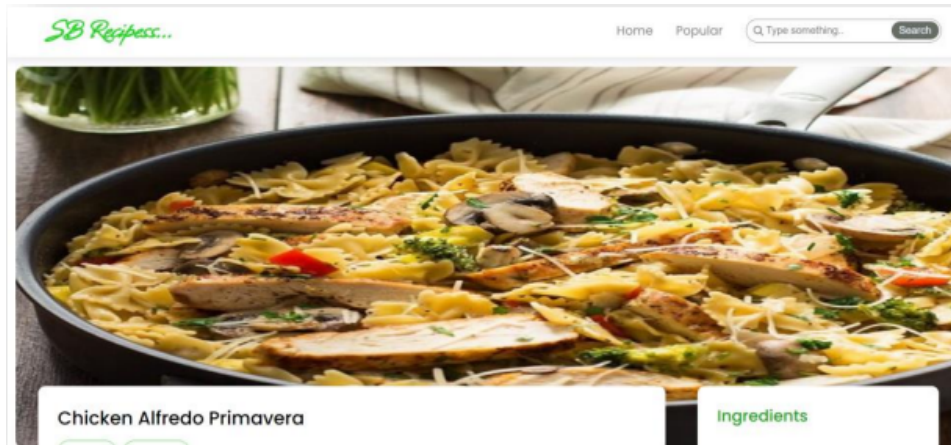 SB Recipess...
Home
Popular
Type something..
Search
Chicken Alfredo Primavera
Ingredients